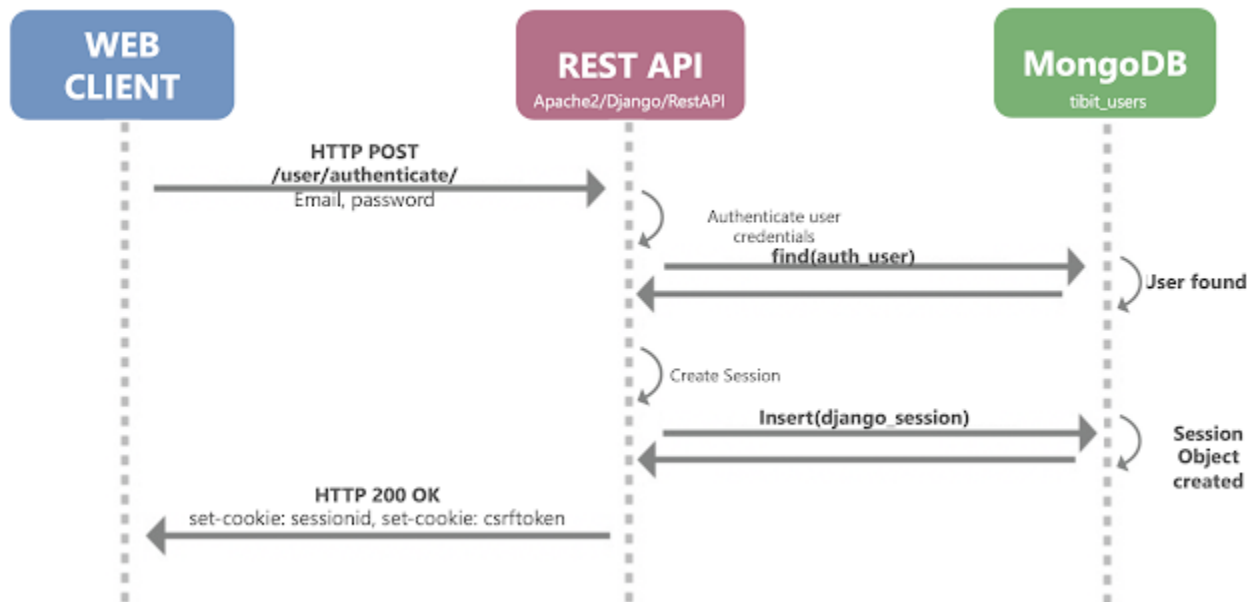 WEB
CLIENT
REST API
Apache2/Django/RestAPI
MongoDB
tibit_users
HTTP POST
/user/authenticate/
Email, password
Authenticate user
credentials
find(auth_user)
User found
Create Session
Insert(django_session)
Session
Object
created
HTTP 200 OK
set-cookie: sessionid, set-cookie: csrftoken